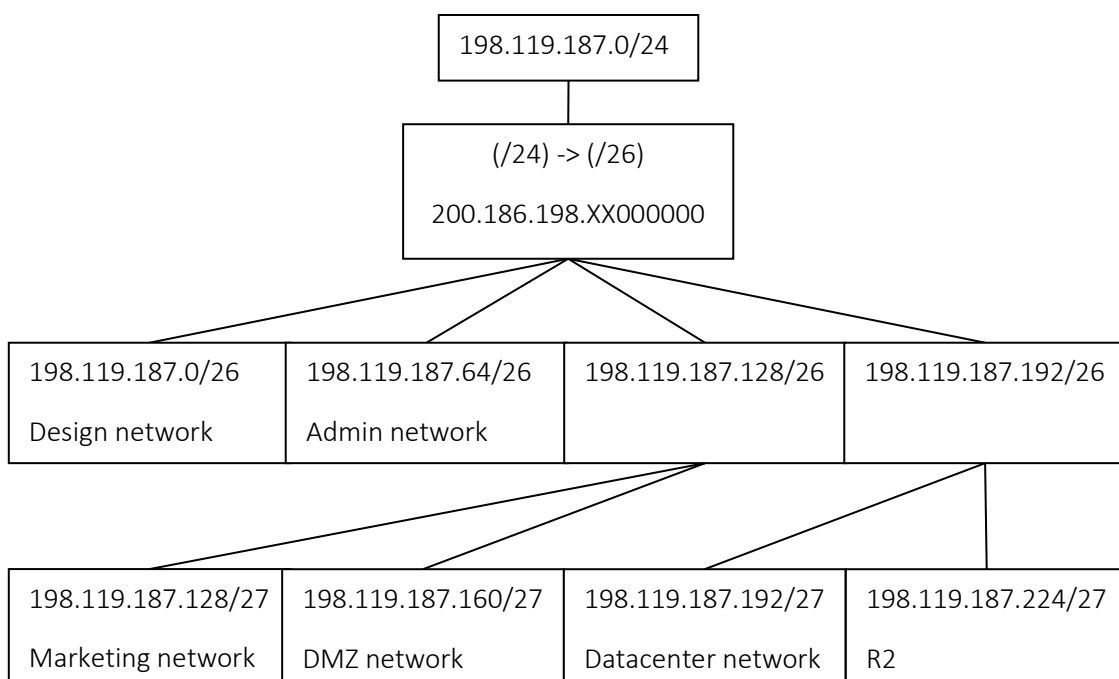 198.119.187.0/24
(/24) -> (/26)
200.186.198.XX000000
198.119.187.0/26
Design network
198.119.187.64/26
Admin network
198.119.187.128/26
198.119.187.192/26
198.119.187.128/27
Marketing network
198.119.187.160/27
DMZ network
198.119.187.192/27
Datacenter network
198.119.187.224/27
R2